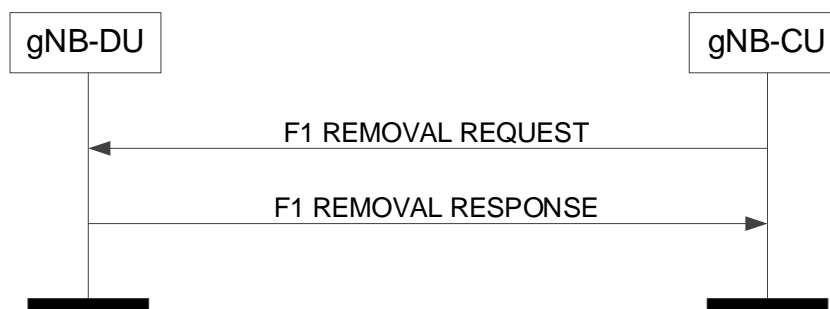 gNB-DU
gNB-CU
F1 REMOVAL REQUEST
F1 REMOVAL RESPONSE